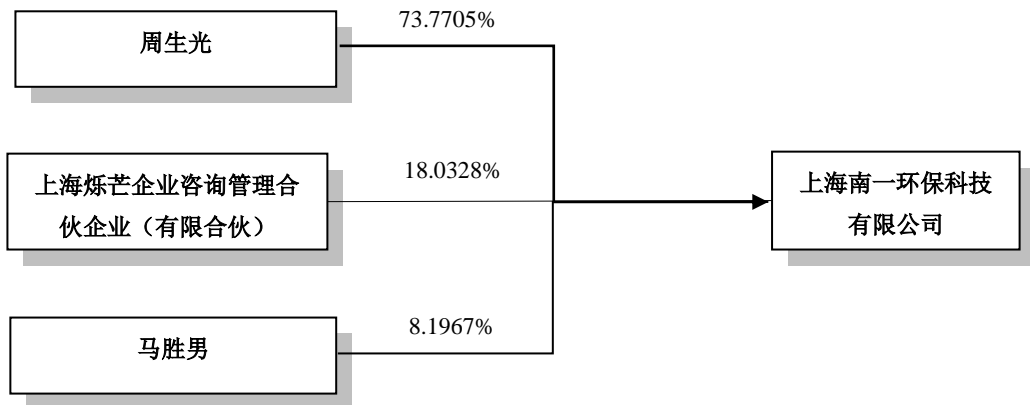 73.7705%
周生光
18.0328%
上海烁芒企业咨询管理合
伙企业（有限合伙）
上海南一环保科技
有限公司
8.1967%
马胜男